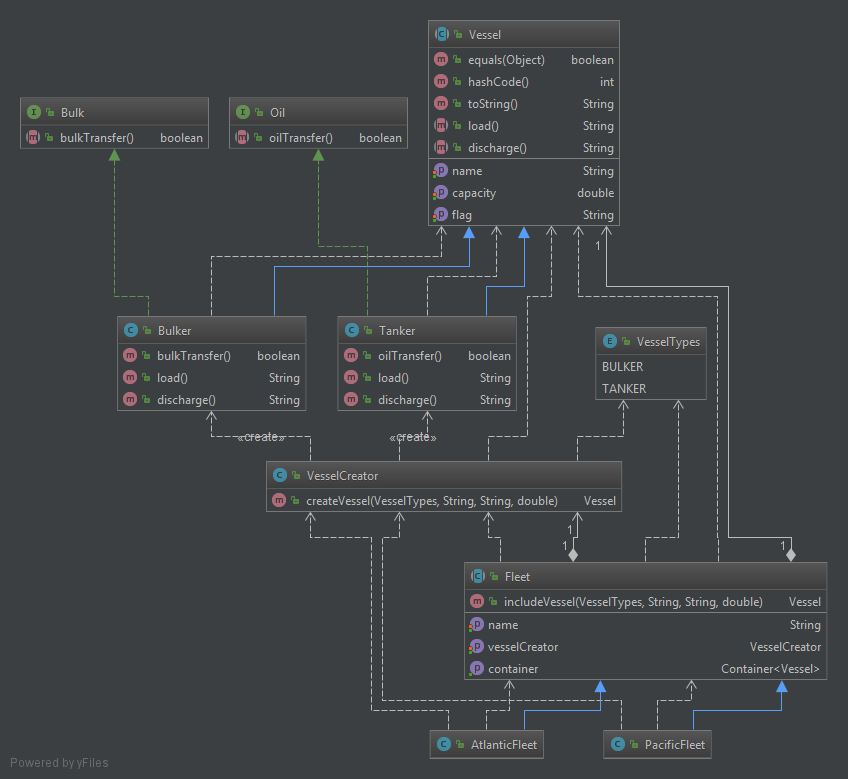 Vessel
equals(Object) boolean
hashCode() int
toString() String
load() String
discharge() String
name String
capacity double
flag String
Bulk
bulkTransfer() boolean
Oil
oilTransfer() boolean
1
Bulker
bulkTransfer() boolean
load() String
discharge() String
Tanker
oilTransfer() boolean
load() String
discharge() String
VesselTypes
BULKER
TANKER
«create»
«create»
VesselCreator
createVessel(VesselTypes, String, String, double) Vessel
1
1
1
Fleet
includeVessel(VesselTypes, String, String, double) Vessel
name String
vesselCreator VesselCreator
container Container<Vessel>
AtlanticFleet
PacificFleet
Powered by yFiles